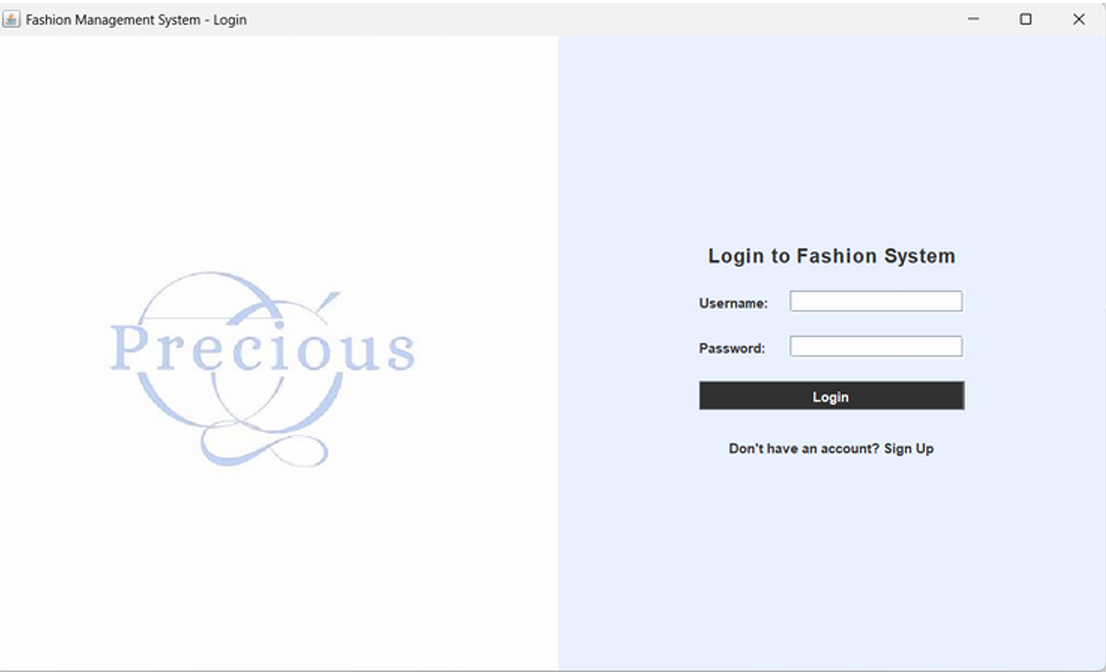 Fashion Management System - Login
Precious
Login to Fashion System
Username:
Password:
Login
Don't have an account? Sign Up